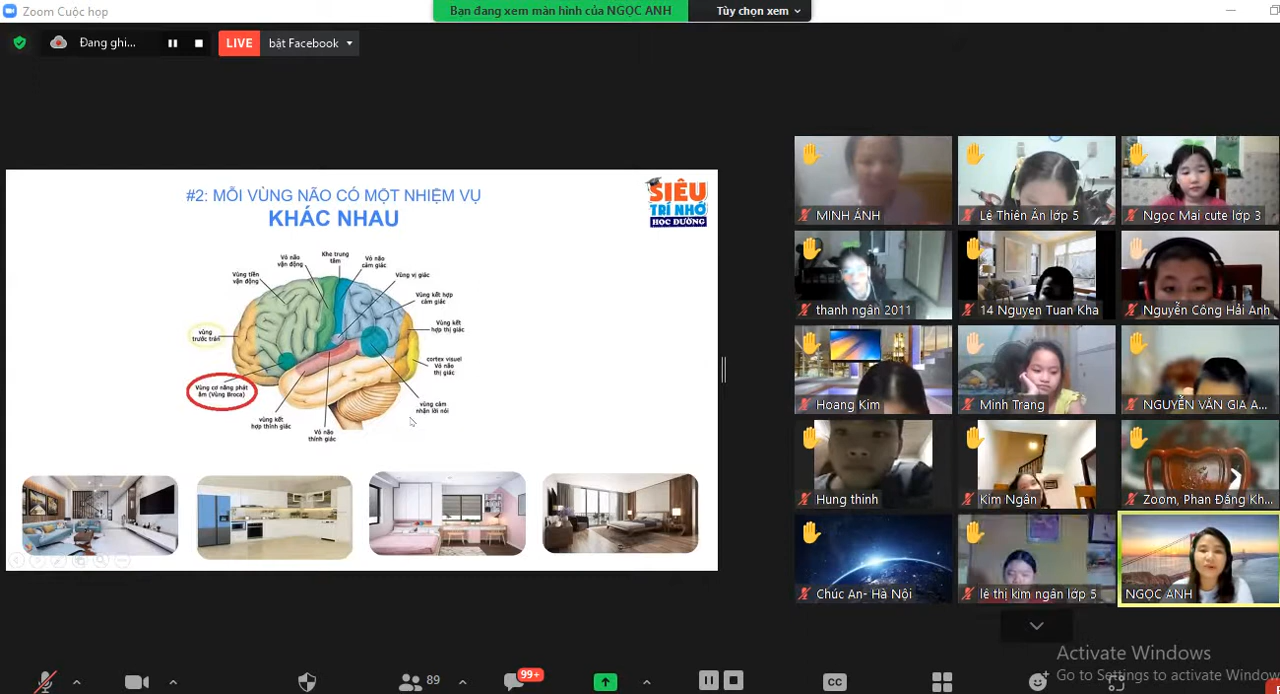 Zoom Cuộc họp
Bạn đang xem màn hình của NGỌC ANH
Tùy chọn xem
Đang ghi...
LIVE
bật Facebook
#2: MỖI VÙNG NÃO CÓ MỘT NHIỆM VỤ
KHÁC NHAU
SIÊU
TRÍ NHỚ
HỌC ĐƯỜNG
Khe trung
tâm
Vỏ não
vận động
Vỏ não
cảm giác
Vùng tiền
vận động
Vùng vị giác
Vùng kết hợp
cảm giác
Vùng kết
hợp thị giác
vùng
trước trán
cortex visuel
Vỏ não
thị giác
Vùng cơ năng phát
âm (Vùng Broca)
vùng cảm
nhận lời nói
vùng kết
hợp thính giác
Vỏ não
thính giác
MINH ÁNH
Lê Thiên Ân lớp 5
Ngọc Mai cute lớp 3
thanh ngân 2011
14 Nguyen Tuan Kha
Nguyễn Công Hải Anh
Hoang Kim
Minh Trang
NGUYỄN VĂN GIA A...
Hung thinh
Kim Ngân
Zoom, Phan Đăng Kh...
Chúc An- Hà Nội
lê thị kim ngân lớp 5
NGỌC ANH
Activate Windows
Go to Settings to activate Window
89
99+
CC